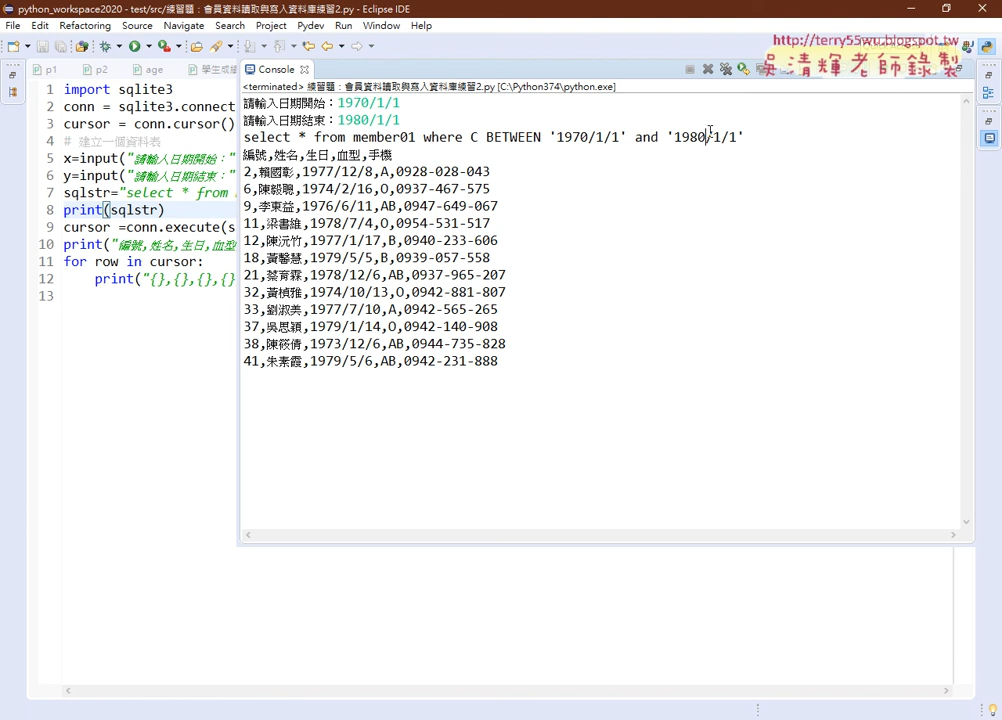 python_workspace2020 - test/src/練習題：會員資料讀取與寫入資料庫練習2.py - Eclipse IDE
File Edit Refactoring Source Navigate Search Project Pydev Run Window Help
http://terry55wu.blogspot.tw
吳清輝老師錄製
p1 p2 age Console
<terminated> 練習題：會員資料讀取與寫入資料庫練習2.py [C:\Python374\python.exe]
1 import sqlite3
2 conn = sqlite3.connect
3 cursor = conn.cursor()
4 # 建立一個資料表
5 x=input("請輸入日期開始："
6 y=input("請輸入日期結束："
7 sqlstr="select * from
8 print(sqlstr)
9 cursor =conn.execute(s
10 print("編號,姓名,生日,血型
11 for row in cursor:
12 print("{},{},{},{}
13
請輸入日期開始：1970/1/1
請輸入日期結束：1980/1/1
select * from member01 where C BETWEEN '1970/1/1' and '1980/1/1'
編號,姓名,生日,血型,手機
2,賴國彰,1977/12/8,A,0928-028-043
6,陳毅聰,1974/2/16,O,0937-467-575
9,李東益,1976/6/11,AB,0947-649-067
11,梁書維,1978/7/4,O,0954-531-517
12,陳沅竹,1977/1/17,B,0940-233-606
18,黃馨慧,1979/5/5,B,0939-057-558
21,蔡育霖,1978/12/6,AB,0937-965-207
32,黃楨雅,1974/10/13,O,0942-881-807
33,劉淑美,1977/7/10,A,0942-565-265
37,吳思穎,1979/1/14,O,0942-140-908
38,陳筱倩,1973/12/6,AB,0944-735-828
41,朱素霞,1979/5/6,AB,0942-231-888